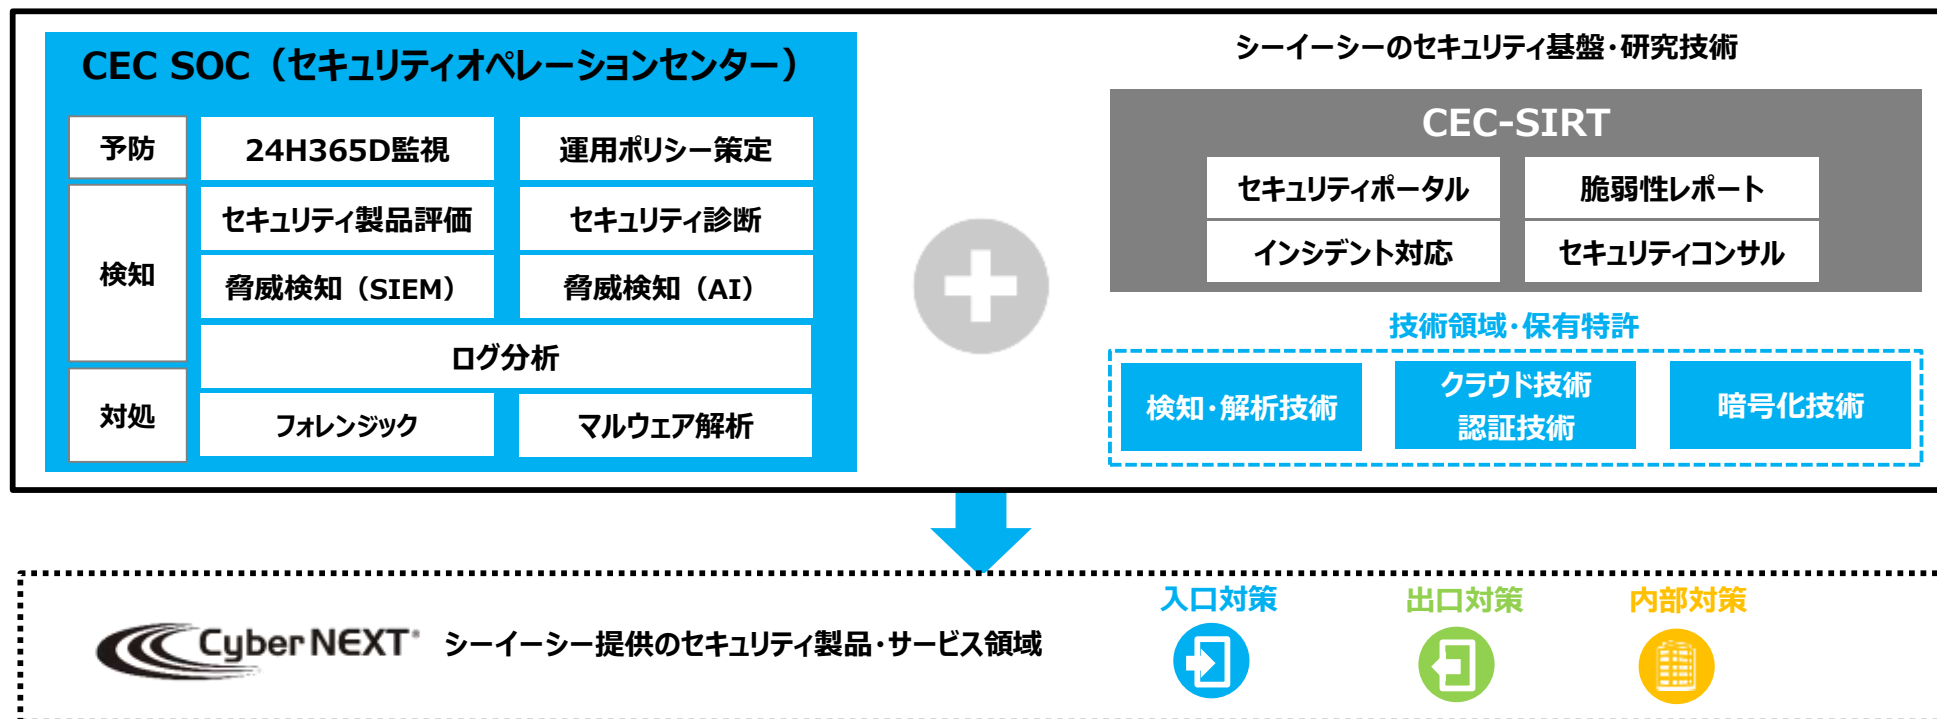 CEC SOC（セキュリティオペレーションセンター）
予防
24H365D監視
運用ポリシー策定
検知
セキュリティ製品評価
セキュリティ診断
脅威検知（SIEM）
脅威検知（AI）
ログ分析
対処
フォレンジック
マルウェア解析
シーイーシーのセキュリティ基盤・研究技術
CEC-SIRT
セキュリティポータル
脆弱性レポート
インシデント対応
セキュリティコンサル
技術領域・保有特許
検知・解析技術
クラウド技術
認証技術
暗号化技術
CyberNEXT®
シーイーシー提供のセキュリティ製品・サービス領域
入口対策
出口対策
内部対策